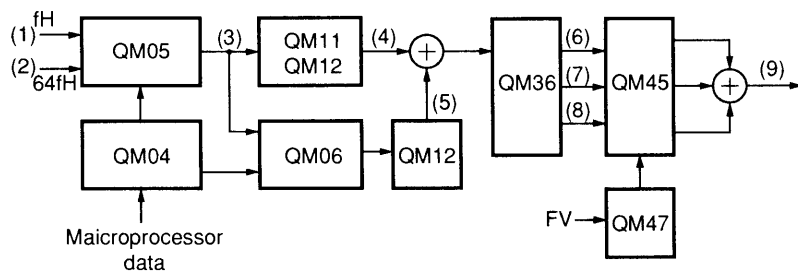 fH
(1)
(2)
64fH
QM05
(3)
QM11
QM12
(4)
+
(5)
QM04
QM06
QM12
Maicroprocessor
data
QM36
(6)
(7)
(8)
QM45
+
(9)
FV
QM47